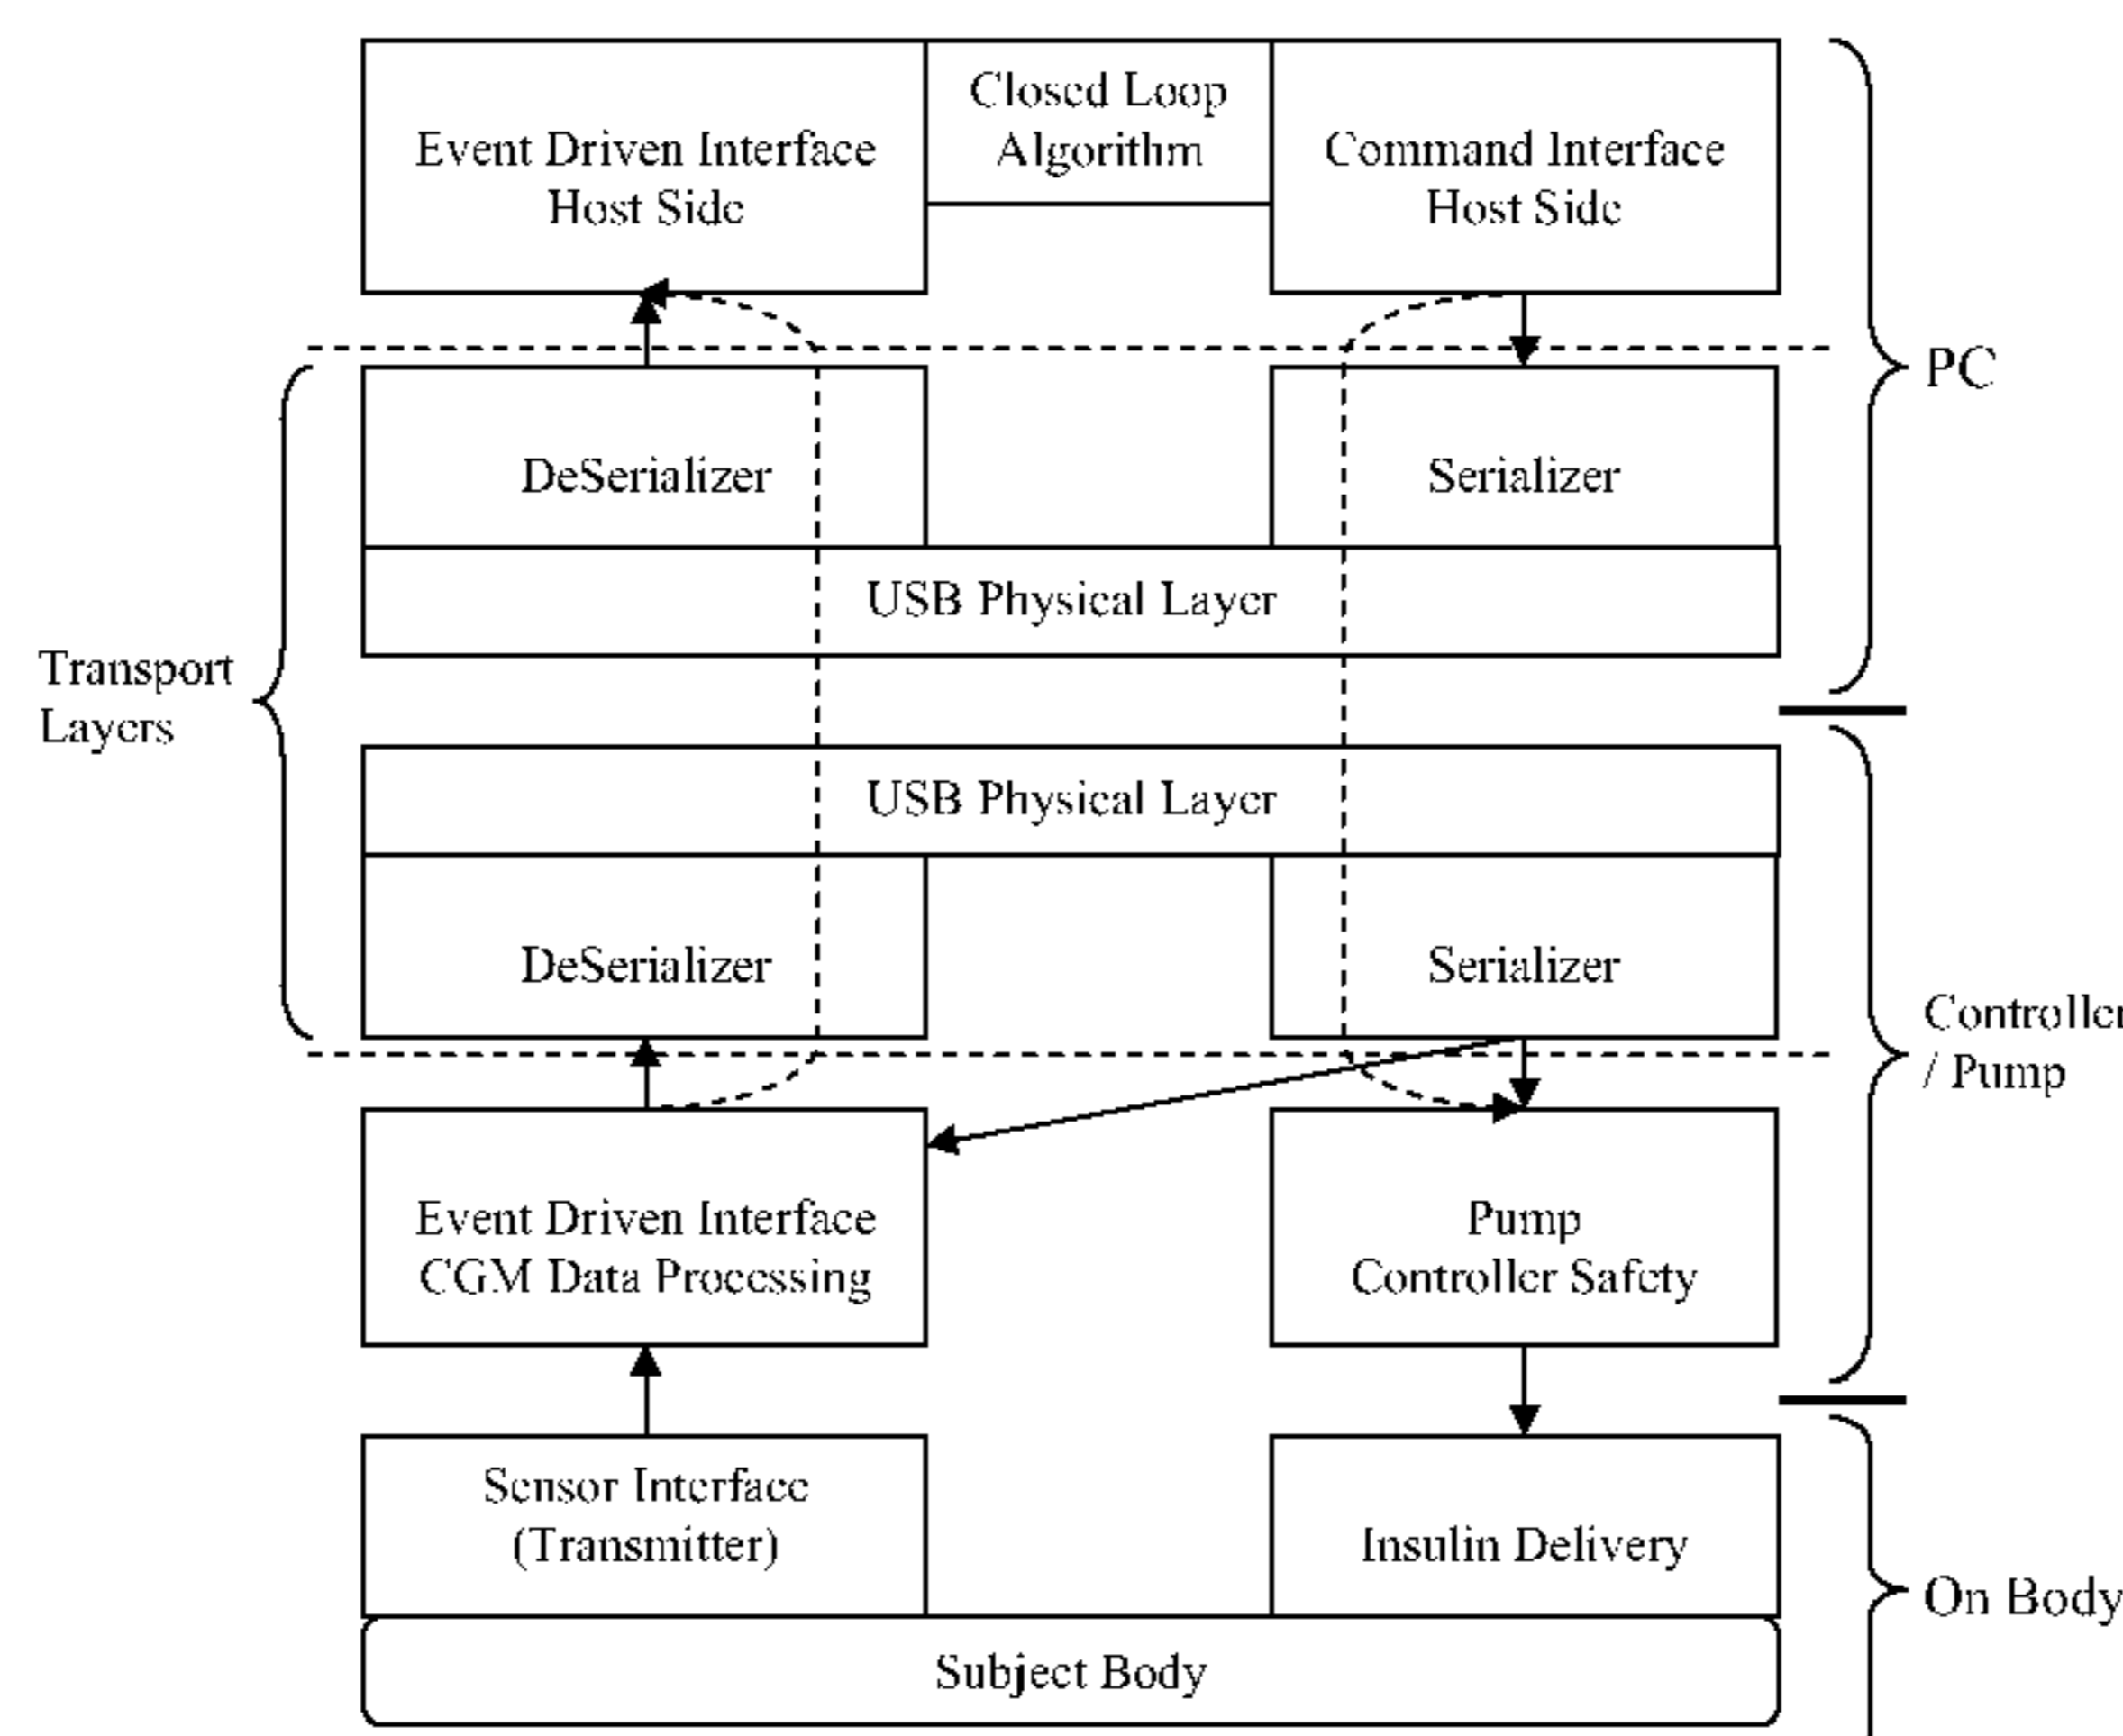 Closed Loop
Algorithm
Event Driven Interface
Host Side
Command Interface
Host Side
PC
DeSerializer
Serializer
USB Physical Layer
Transport
Layers
USB Physical Layer
DeSerializer
Serializer
Controller
/ Pump
Event Driven Interface
CGM Data Processing
Pump
Controller Safety
Sensor Interface
(Transmitter)
Insulin Delivery
On Body
Subject Body